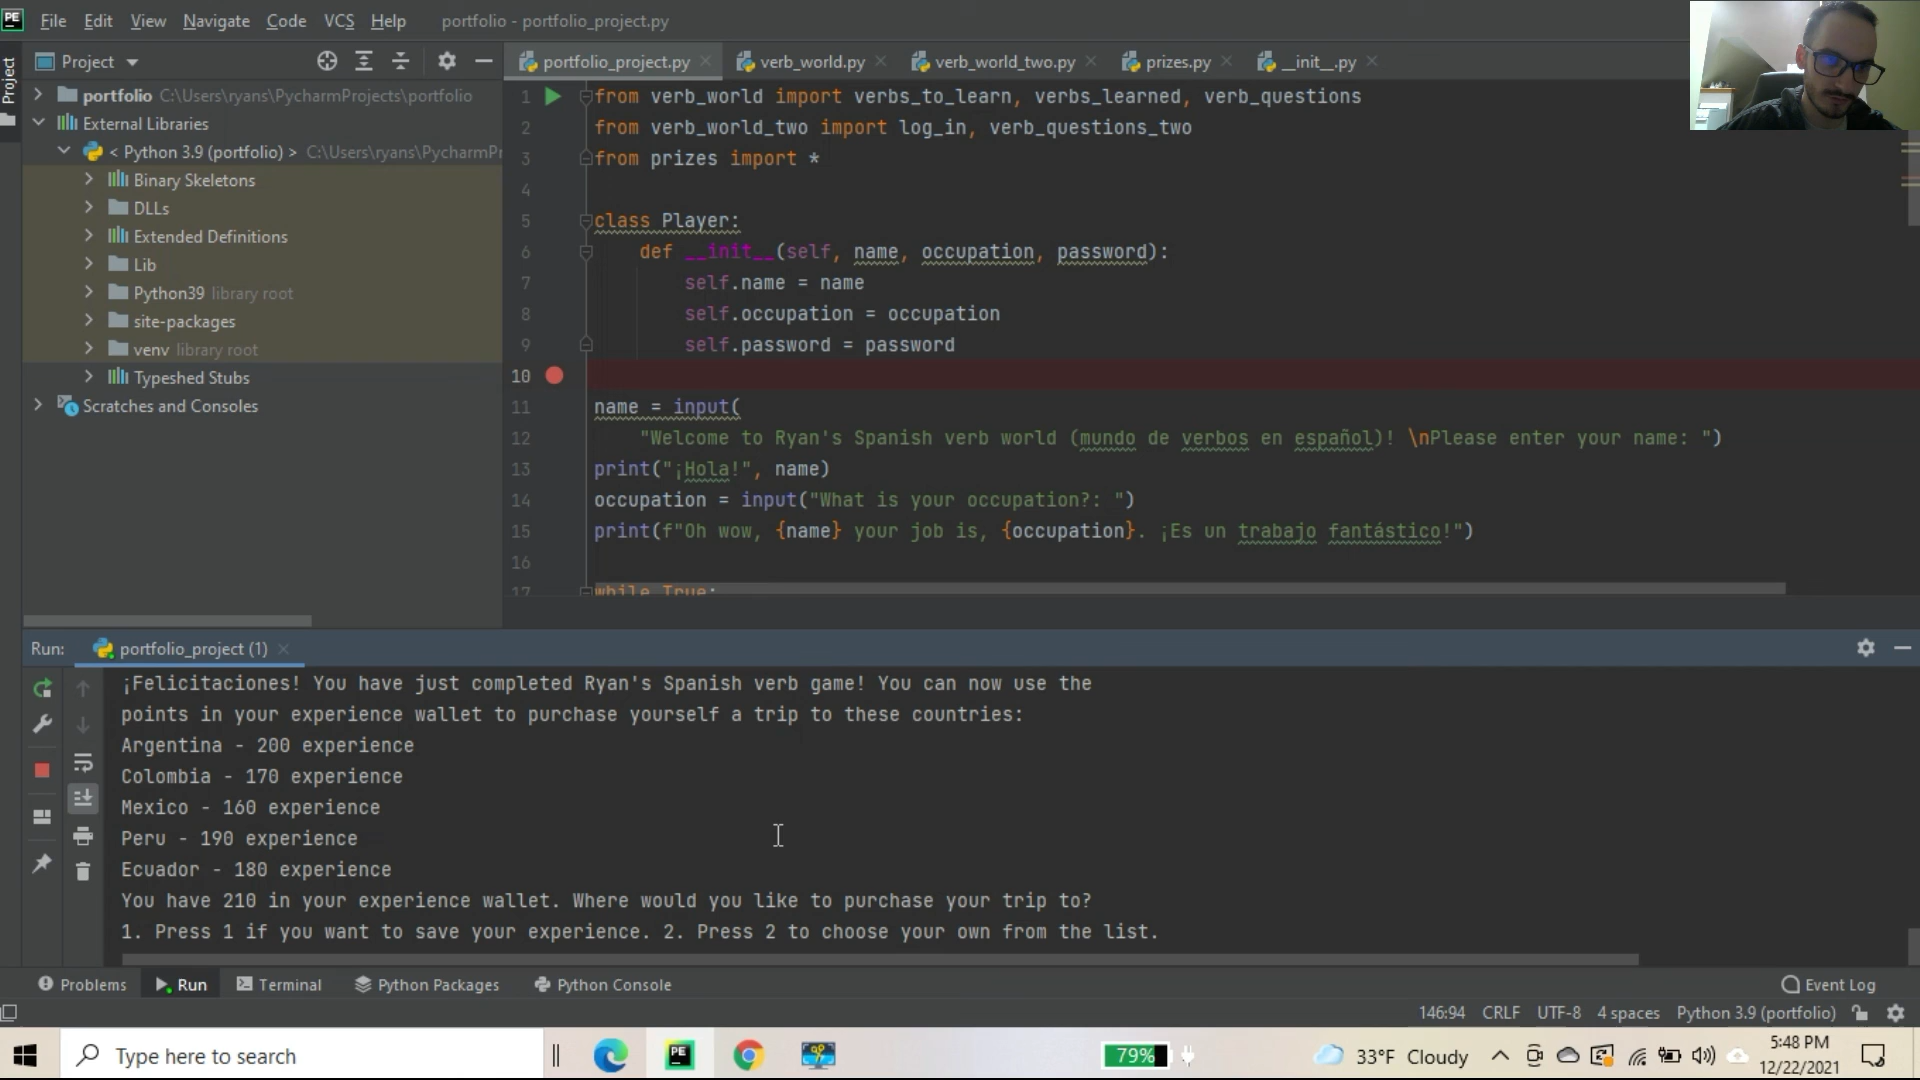 PE File Edit View Navigate Code VCS Help portfolio - portfolio_project.py
Project
Project
portfolio_project.py verb_world.py verb_world_two.py prizes.py __init__.py
portfolio C:\Users\ryans\PycharmProjects\portfolio
External Libraries
< Python 3.9 (portfolio) > C:\Users\ryans\PycharmPr
Binary Skeletons
DLLs
Extended Definitions
Lib
Python39 library root
site-packages
venv library root
Typeshed Stubs
Scratches and Consoles
1 from verb_world import verbs_to_learn, verbs_learned, verb_questions
2 from verb_world_two import log_in, verb_questions_two
3 from prizes import *
4
5 class Player:
6 def __init__(self, name, occupation, password):
7 self.name = name
8 self.occupation = occupation
9 self.password = password
10
11 name = input(
12 "Welcome to Ryan's Spanish verb world (mundo de verbos en español)! \nPlease enter your name: ")
13 print("¡Hola!", name)
14 occupation = input("What is your occupation?: ")
15 print(f"Oh wow, {name} your job is, {occupation}. ¡Es un trabajo fantástico!")
16
17 while True:
Run: portfolio_project (1)
¡Felicitaciones! You have just completed Ryan's Spanish verb game! You can now use the
points in your experience wallet to purchase yourself a trip to these countries:
Argentina - 200 experience
Colombia - 170 experience
Mexico - 160 experience
Peru - 190 experience
Ecuador - 180 experience
You have 210 in your experience wallet. Where would you like to purchase your trip to?
1. Press 1 if you want to save your experience. 2. Press 2 to choose your own from the list.
Problems Run Terminal Python Packages Python Console Event Log
146:94 CRLF UTF-8 4 spaces Python 3.9 (portfolio)
Type here to search PE 79% 33°F Cloudy 5:48 PM
12/22/2021